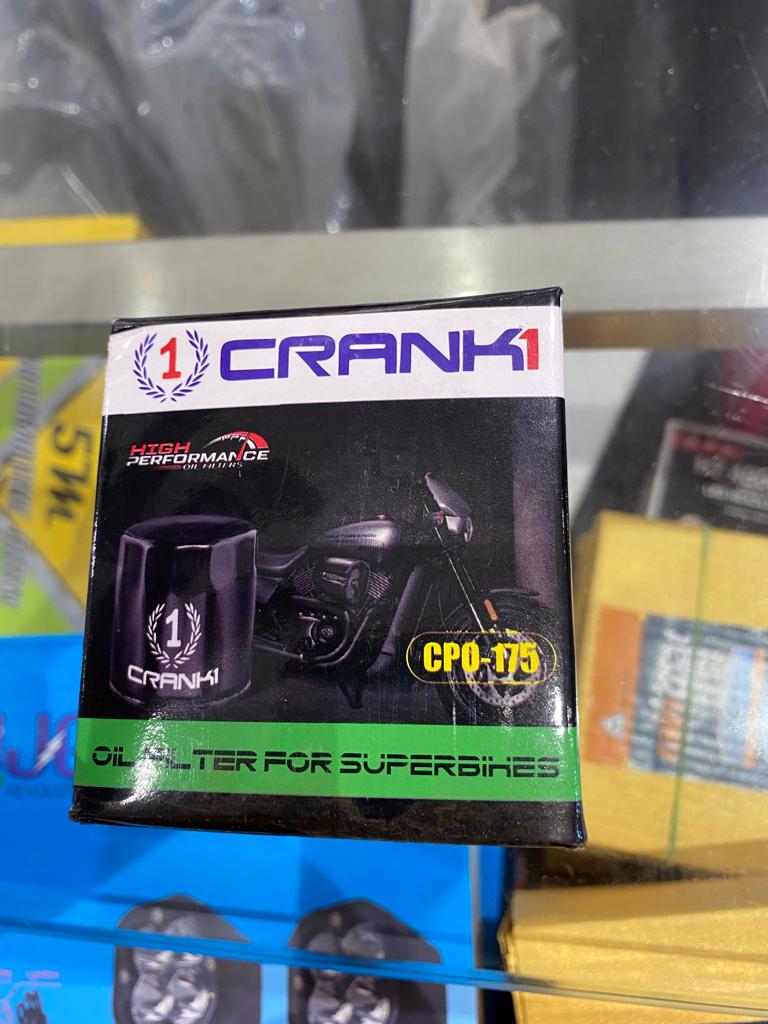 1 CRANK1
HIGH
PERFORMANCE
OIL FILTERS
1
CRANK1
CPO-175
OIL FILTER FOR SUPERBIKES
5W